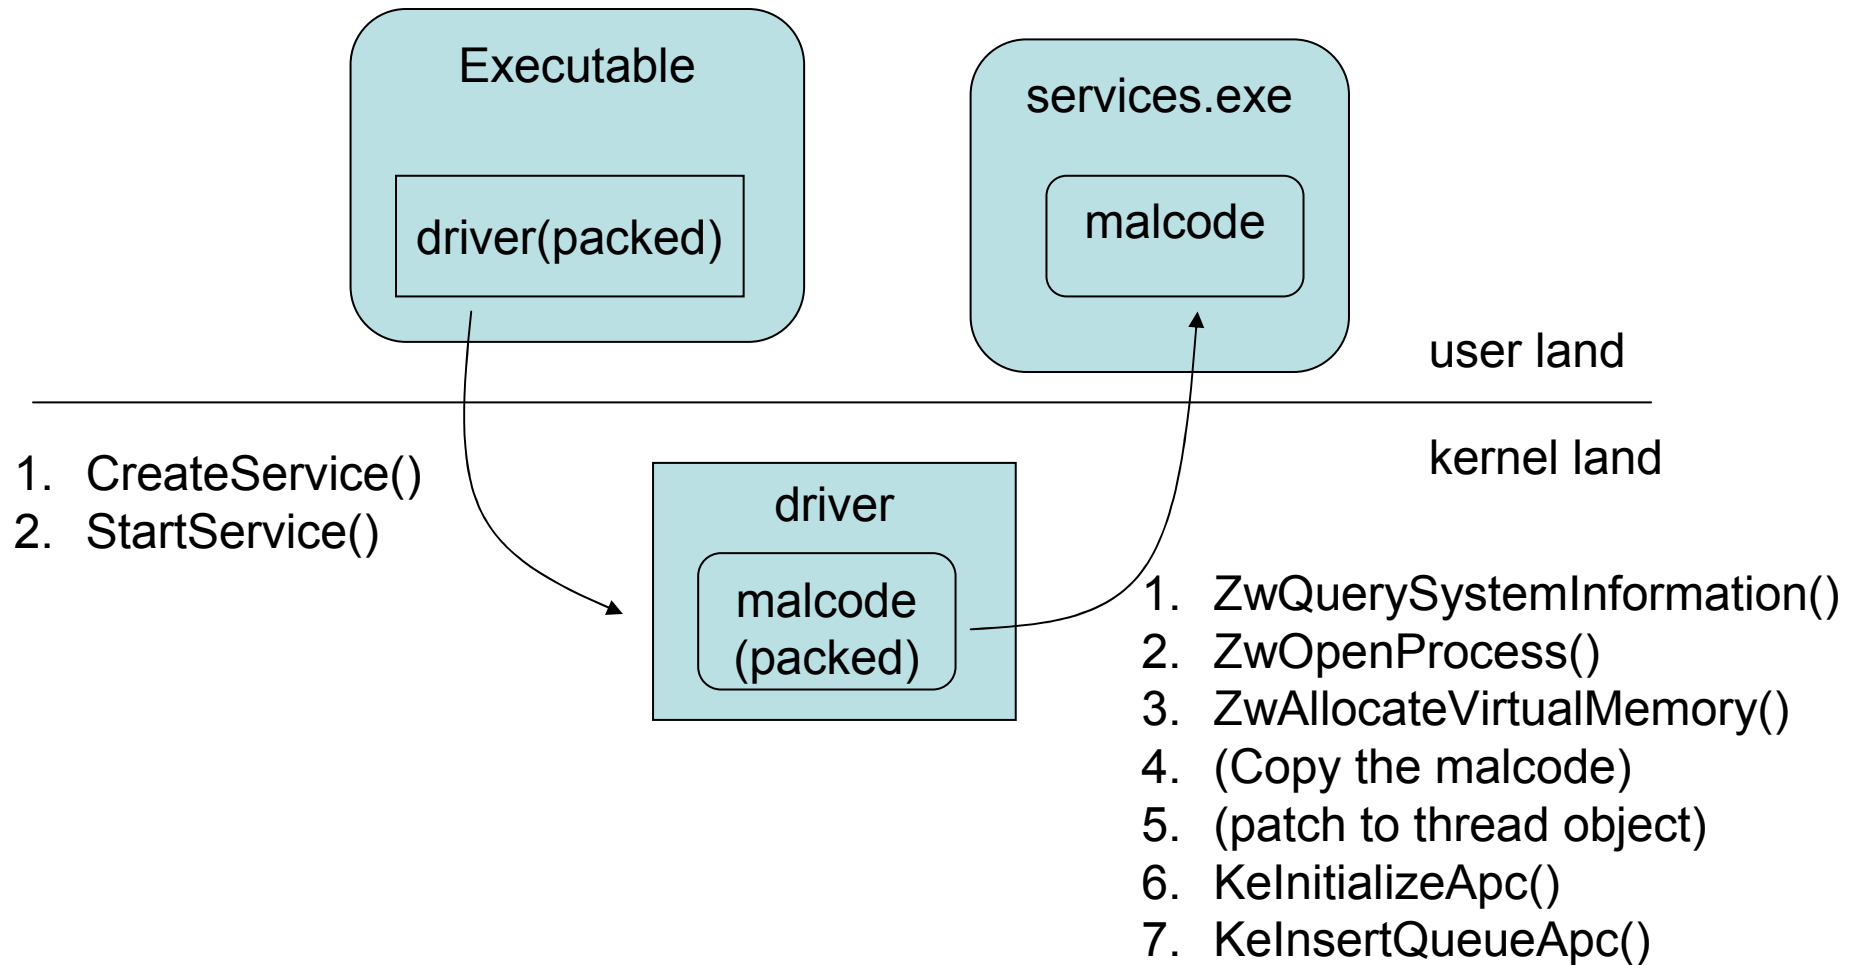 Executable
driver(packed)
services.exe
malcode
user land
kernel land
1. CreateService()
2. StartService()
driver
malcode
(packed)
1. ZwQuerySystemInformation()
2. ZwOpenProcess()
3. ZwAllocateVirtualMemory()
4. (Copy the malcode)
5. (patch to thread object)
6. KeInitializeApc()
7. KeInsertQueueApc()